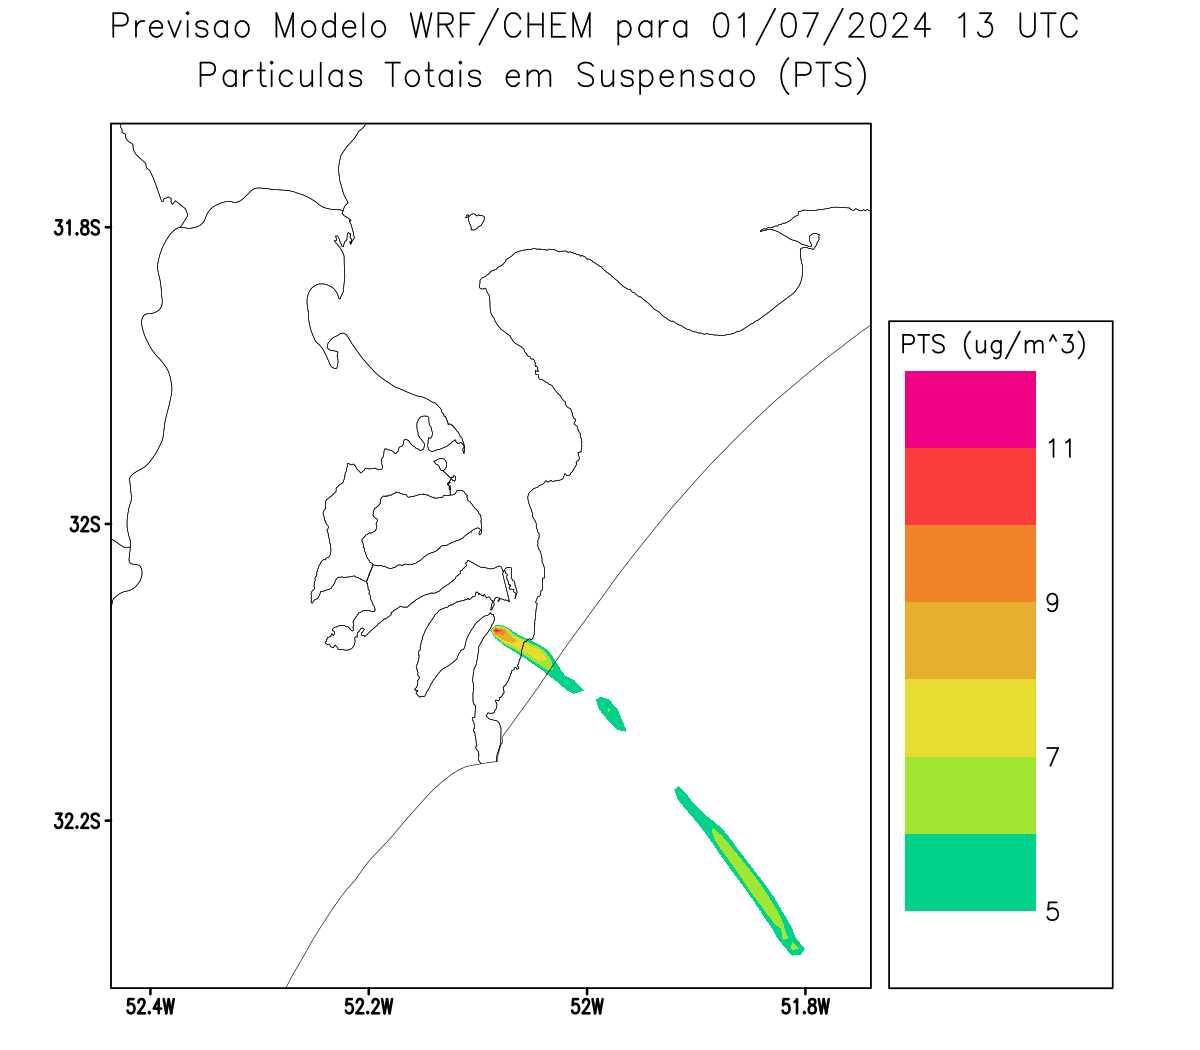 Previsao Modelo WRF/CHEM para 01/07/2024 13 UTC
Particulas Totais em Suspensao (PTS)
31.8S
32S
32.2S
52.4W
52.2W
52W
51.8W
PTS (ug/m^3)
11
9
7
5